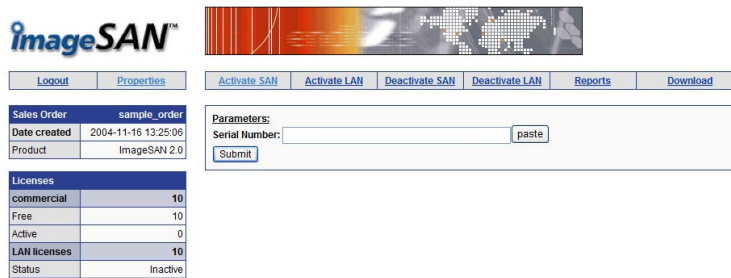 imageSAN™
Logout Properties Activate SAN Activate LAN Deactivate SAN Deactivate LAN Reports Download
Sales Order sample_order
Date created 2004-11-16 13:25:06
Product ImageSAN 2.0
Parameters:
Serial Number: paste
Submit
Licenses
commercial 10
Free 10
Active 0
LAN licenses 10
Status Inactive